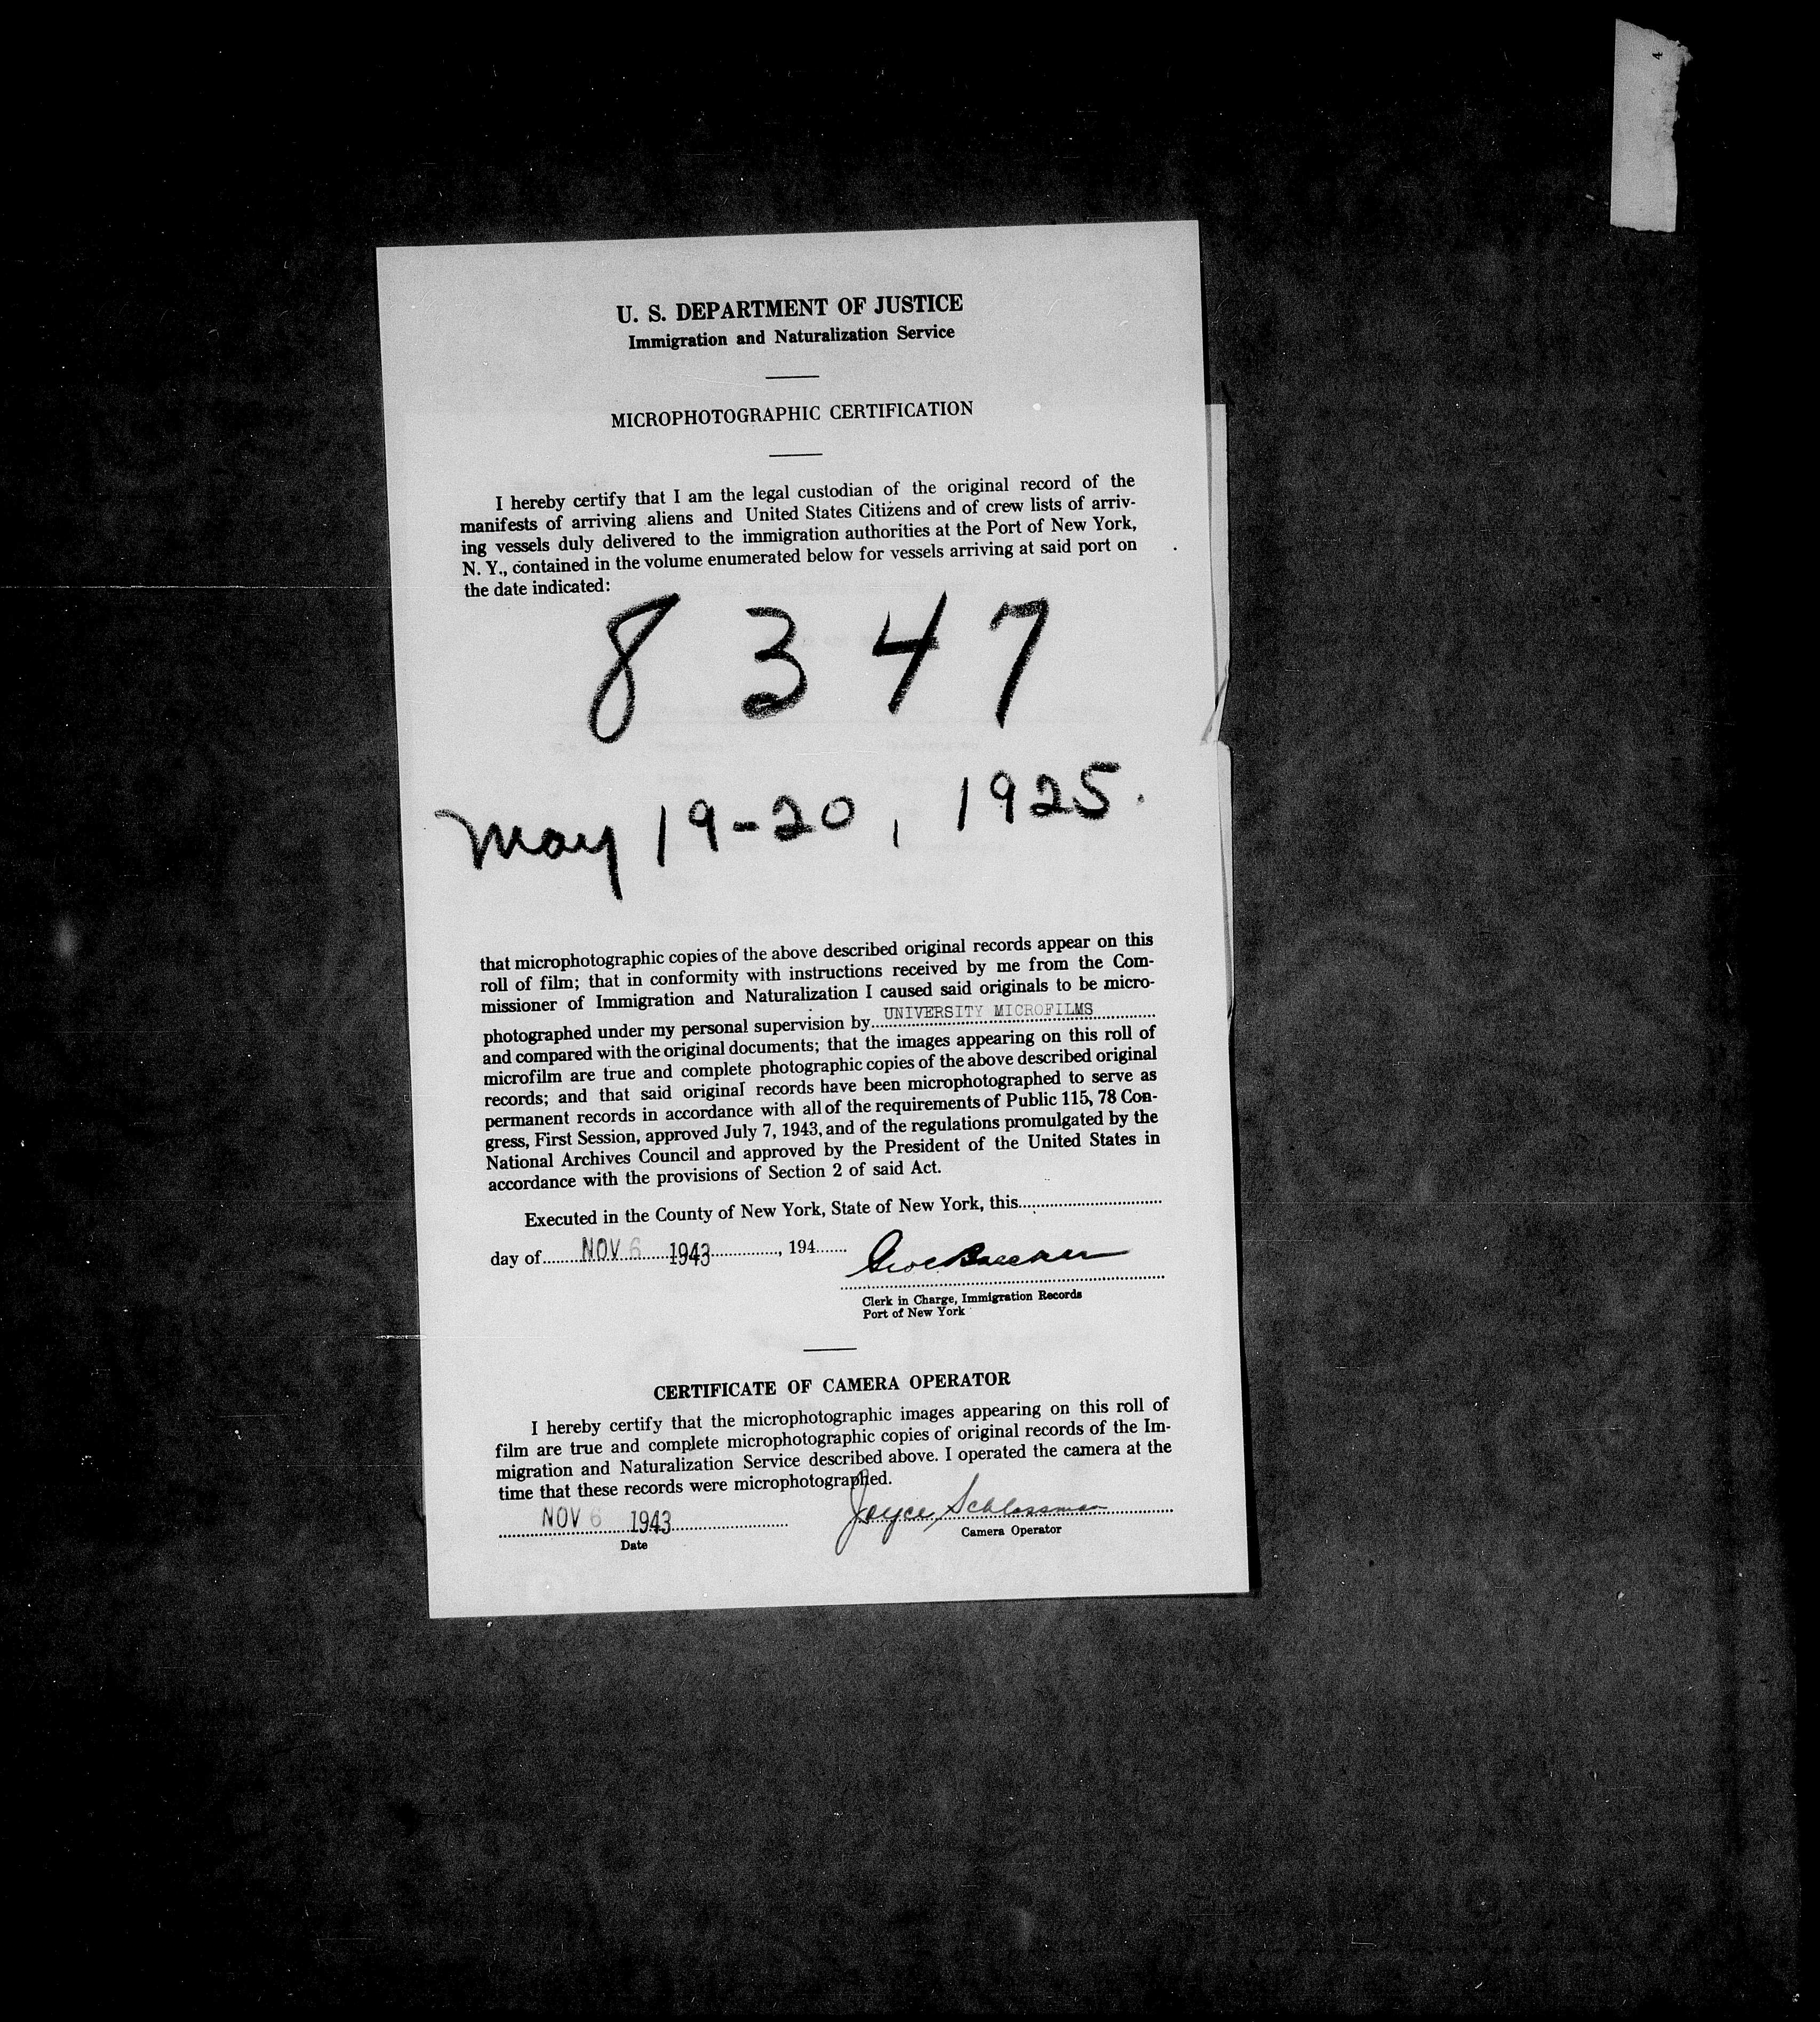 4
U. S. DEPARTMENT OF JUSTICE
Immigration and Naturalization Service
MICROPHOTOGRAPHIC CERTIFICATION
I hereby certify that I am the legal custodian of the original record of the
manifests of arriving aliens and United States Citizens and of crew lists of arriv-
ing vessels duly delivered to the immigration authorities at the Port of New York,
N. Y., contained in the volume enumerated below for vessels arriving at said port on
the date indicated:
8 3 4 7
May 19-20, 1925.
that microphotographic copies of the above described original records appear on this
roll of film; that in conformity with instructions received by me from the Com-
missioner of Immigration and Naturalization I caused said originals to be micro-
photographed under my personal supervision by UNIVERSITY MICROFILMS
and compared with the original documents; that the images appearing on this roll of
microfilm are true and complete photographic copies of the above described original
records; and that said original records have been microphotographed to serve as
permanent records in accordance with all of the requirements of Public 115, 78 Con-
gress, First Session, approved July 7, 1943, and of the regulations promulgated by the
National Archives Council and approved by the President of the United States in
accordance with the provisions of Section 2 of said Act.
Executed in the County of New York, State of New York, this
day of NOV 6 1943, 194
Clerk in Charge, Immigration Records
Port of New York
CERTIFICATE OF CAMERA OPERATOR
I hereby certify that the microphotographic images appearing on this roll of
film are true and complete microphotographic copies of original records of the Im-
migration and Naturalization Service described above. I operated the camera at the
time that these records were microphotographed.
NOV 6 1943 Joyce Schlossman
Date Camera Operator